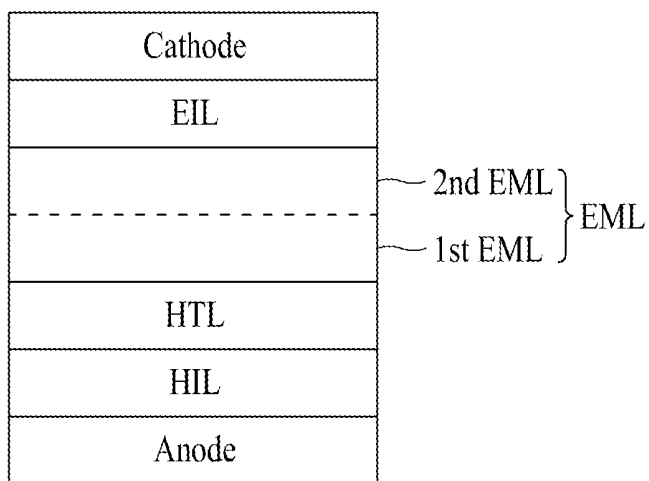 Cathode
EIL
2nd EML
EML
1st EML
HTL
HIL
Anode